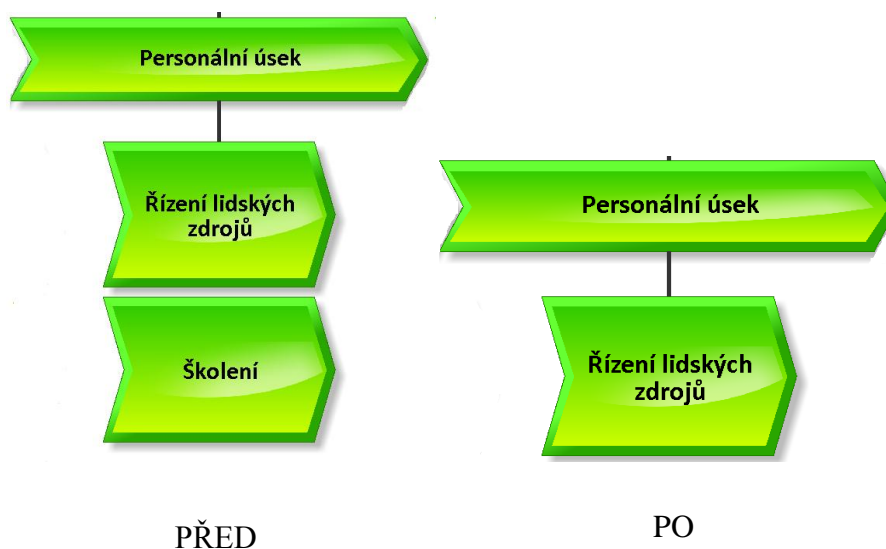 Personální úsek
Řízení lidských
zdrojů
Školení
PŘED
Personální úsek
Řízení lidských
zdrojů
PO